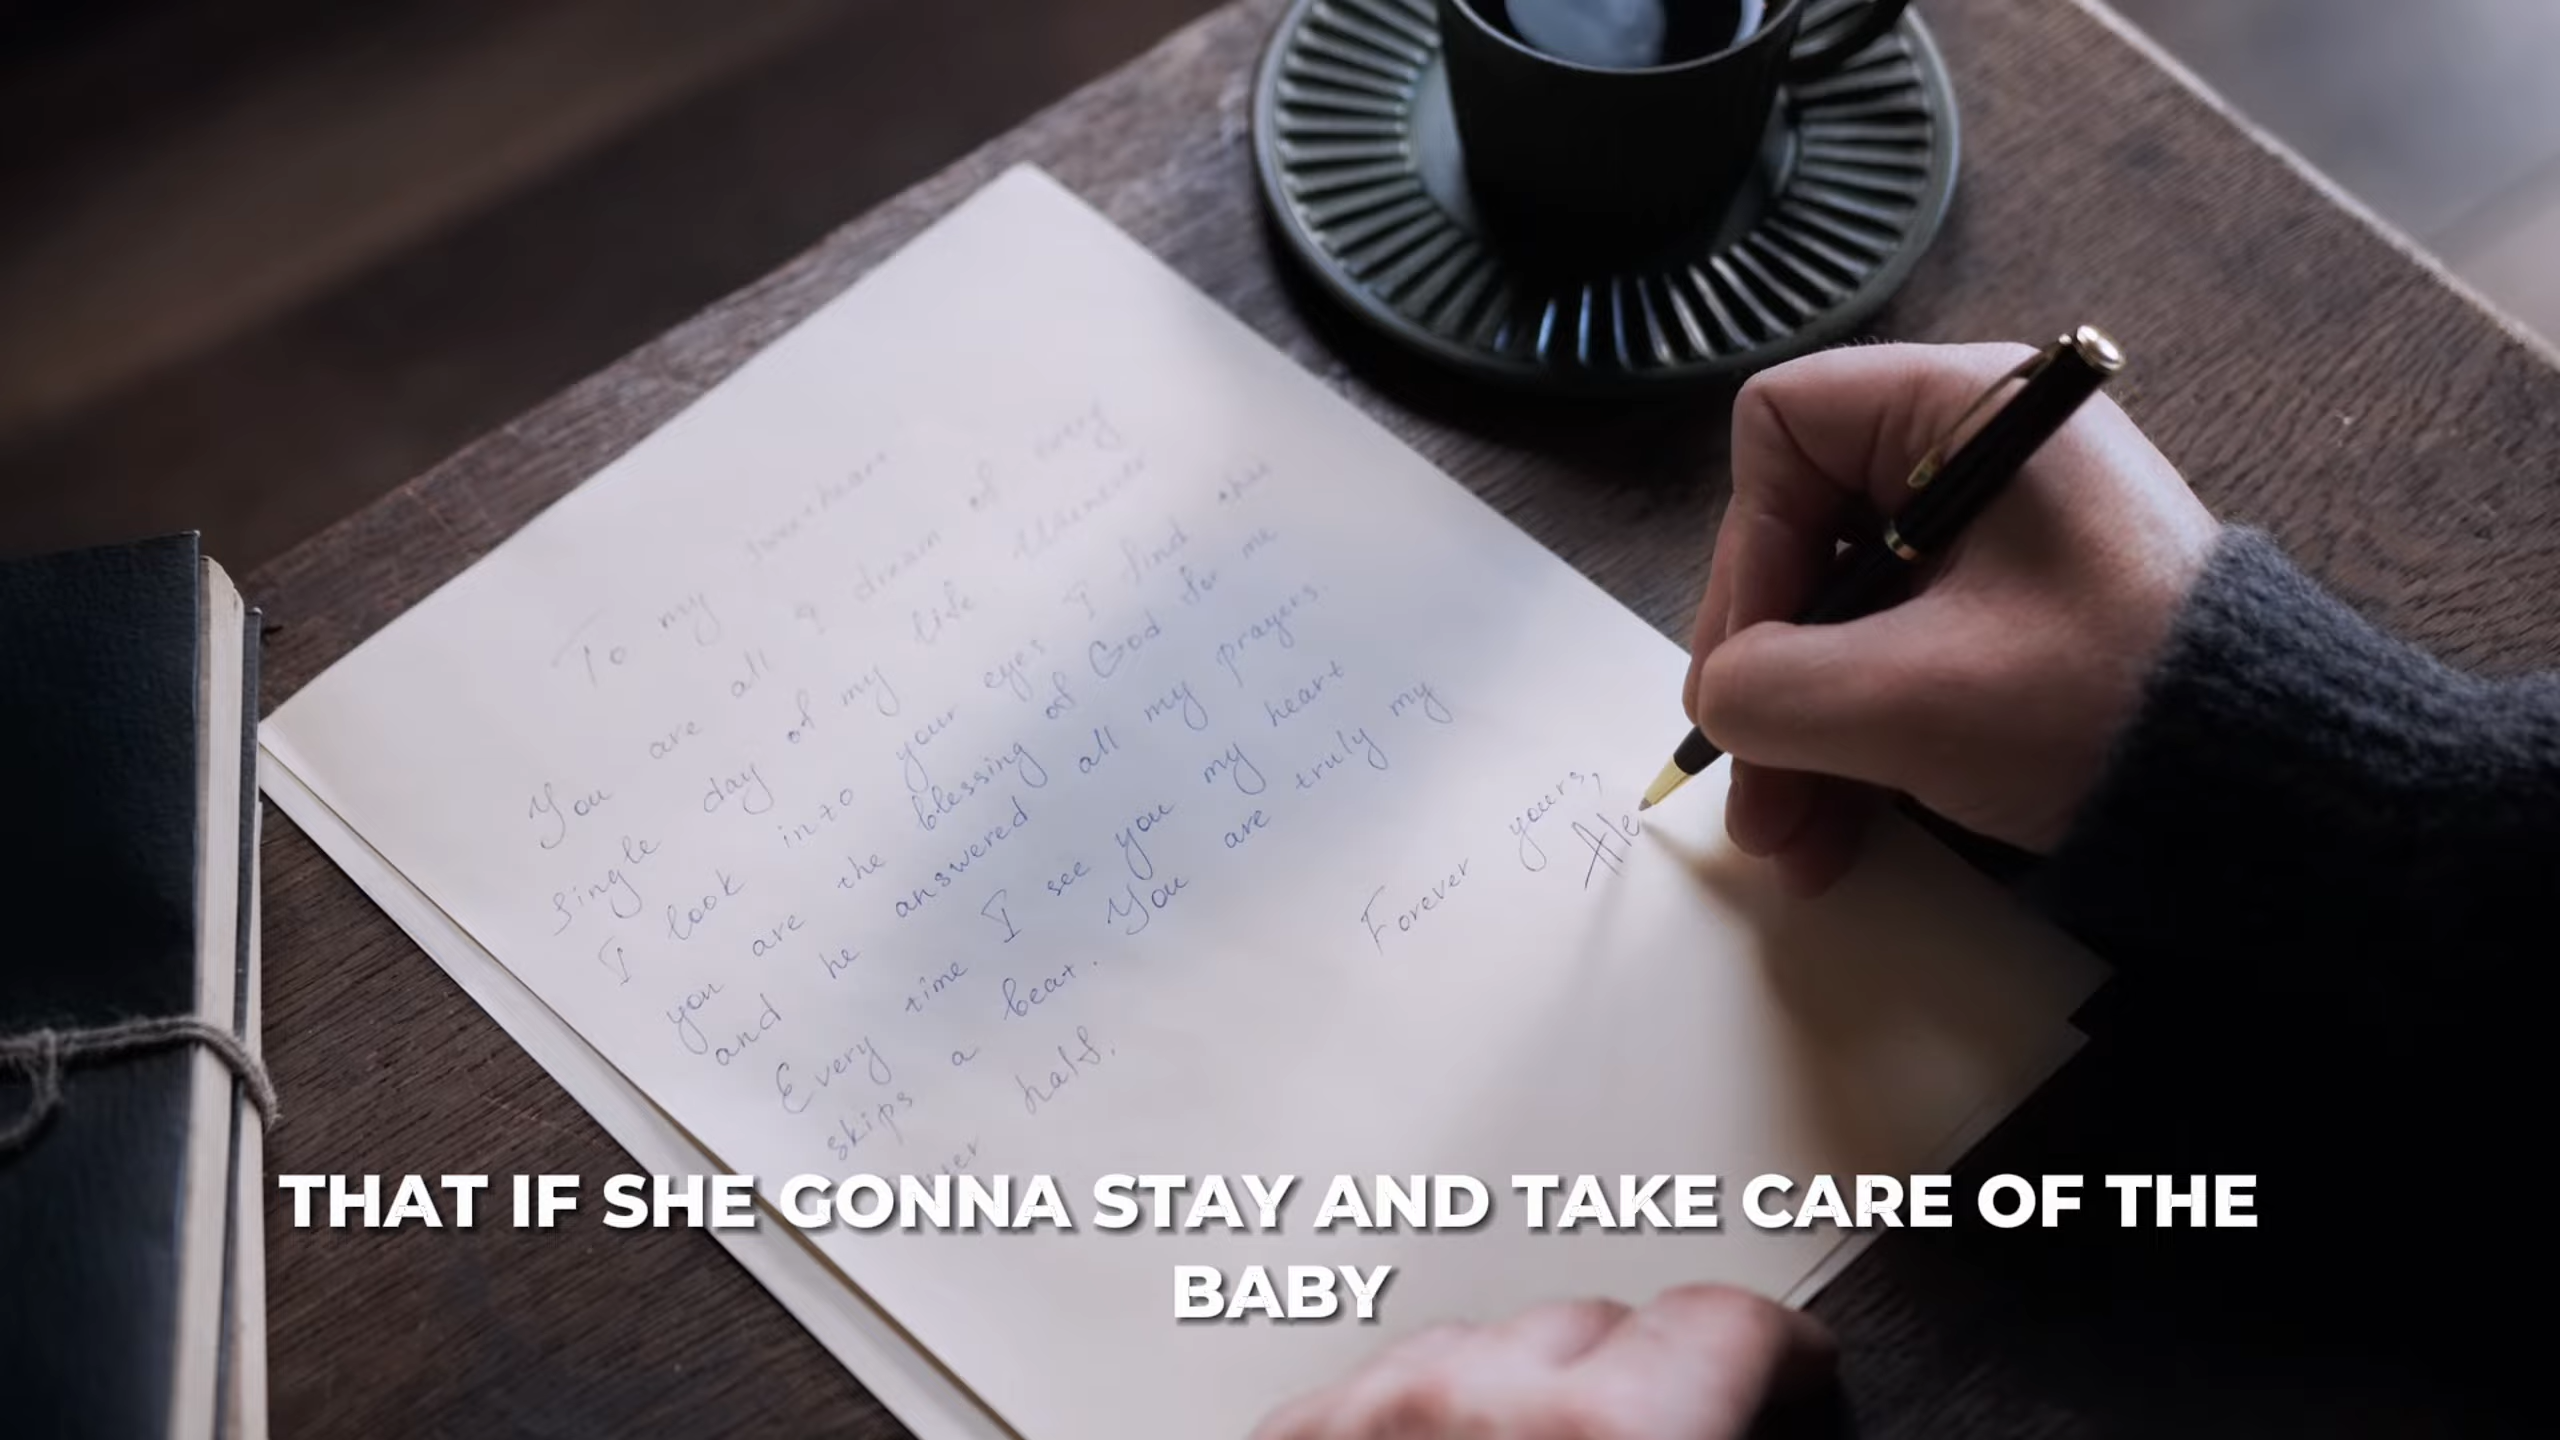 To my sweetheart
You are all I dream of every
single day of my life. Whenever
I look into your eyes I find that
you are the blessing of God for me
and he answered all my prayers.
Every time I see you my heart
skips a beat. You are truly my
half.
Forever yours,
Ale
THAT IF SHE GONNA STAY AND TAKE CARE OF THE
BABY